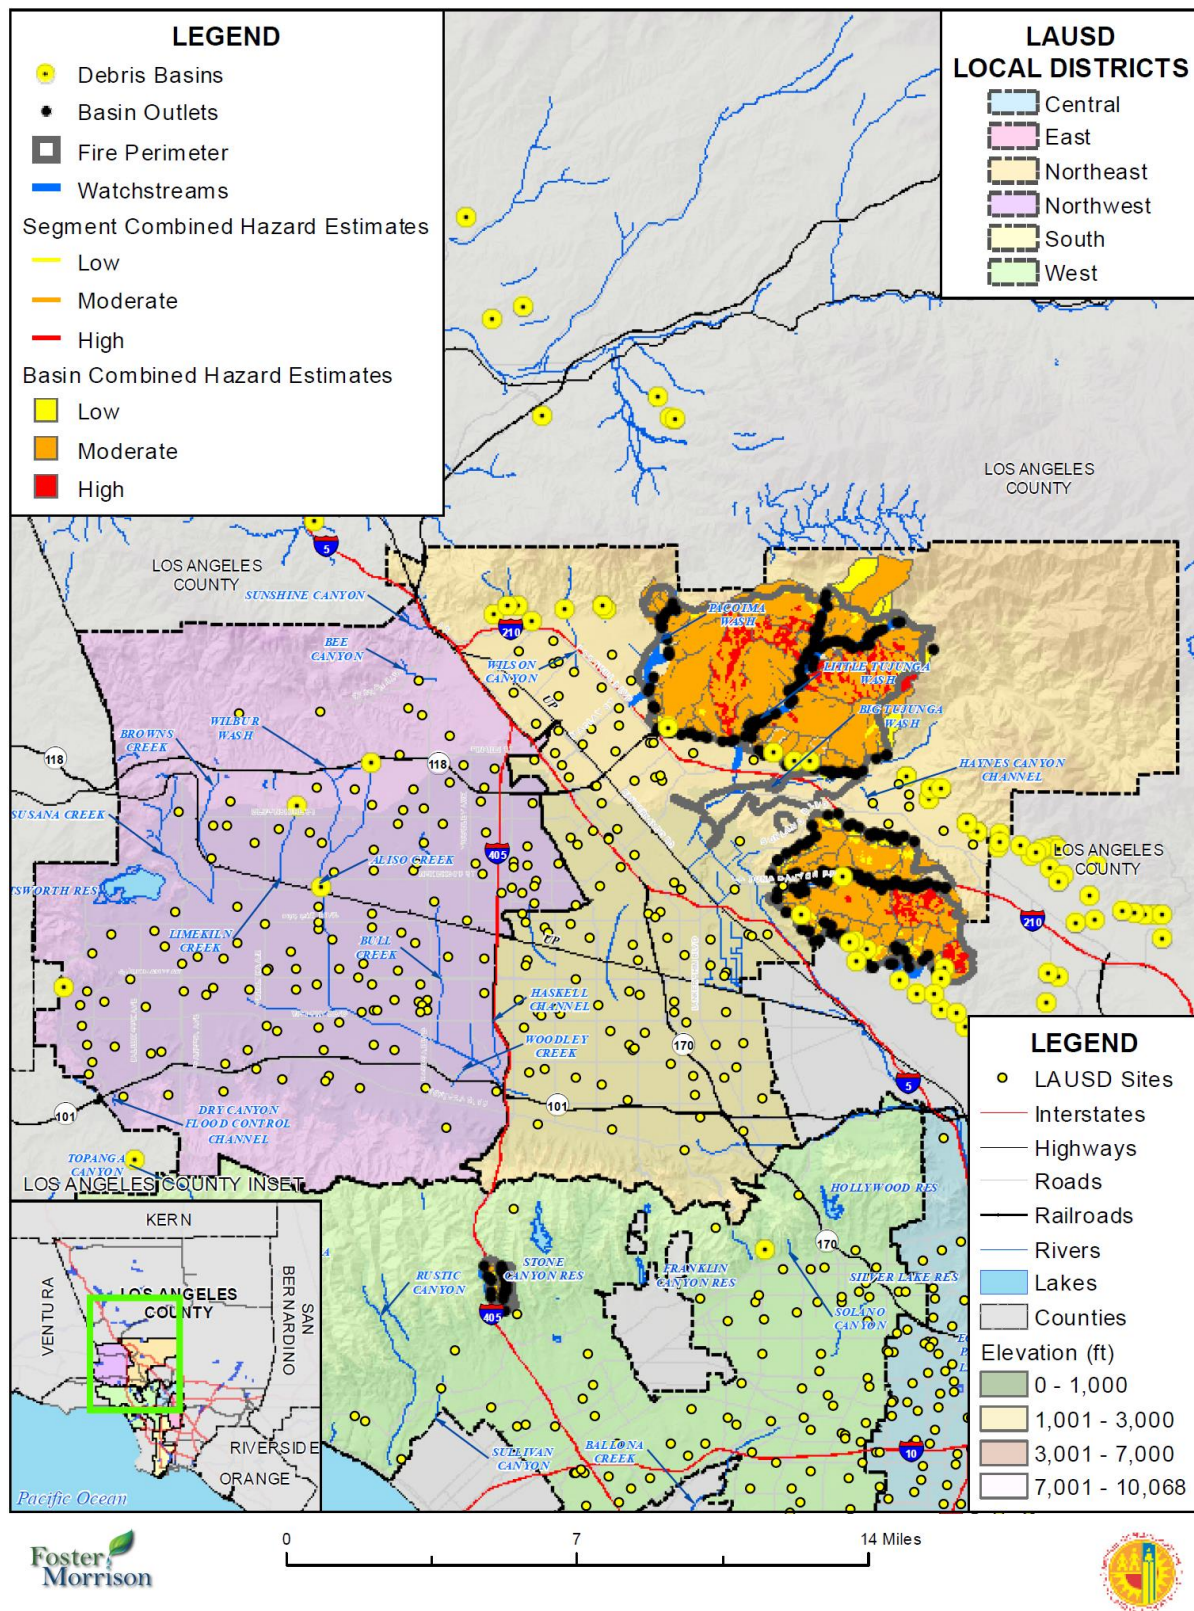 LEGEND
Debris Basins
Basin Outlets
Fire Perimeter
Watchstreams
Segment Combined Hazard Estimates
Low
Moderate
High
Basin Combined Hazard Estimates
Low
Moderate
High
LAUSD
LOCAL DISTRICTS
Central
East
Northeast
Northwest
South
West
LOS ANGELES
COUNTY
5
LOS ANGELES
COUNTY
SUNSHINE CANYON
210
PACOIMA
WASH
BEE
CANYON
WILSON
CANYON
LITTLE TUJUNGA
WASH
UP
BIG TUJUNGA
WASH
WILBUR
WASH
BROWNS
CREEK
118
118
HAYNES CANYON
CHANNEL
SUSANA CREEK
ALISO CREEK
405
LOS ANGELES
COUNTY
TSWORTH RES
210
LIMEKILN
CREEK
BULL
CREEK
UP
HASKELL
CHANNEL
WOODLEY
CREEK
170
5
101
101
DRY CANYON
FLOOD CONTROL
CHANNEL
TOPANGA
CANYON
HOLLYWOOD RES
170
STONE
CANYON RES
FRANKLIN
CANYON RES
SILVER LAKE RES
RUSTIC
CANYON
405
SOLANO
CANYON
SULLIVAN
CANYON
BALLONA
CREEK
10
LOS ANGELES COUNTY INSET
KERN
VENTURA
LOS ANGELES
COUNTY
SAN
BERNARDINO
RIVERSIDE
ORANGE
Pacific Ocean
LEGEND
LAUSD Sites
Interstates
Highways
Roads
Railroads
Rivers
Lakes
Counties
Elevation (ft)
0 - 1,000
1,001 - 3,000
3,001 - 7,000
7,001 - 10,068
Foster
Morrison
0
7
14 Miles